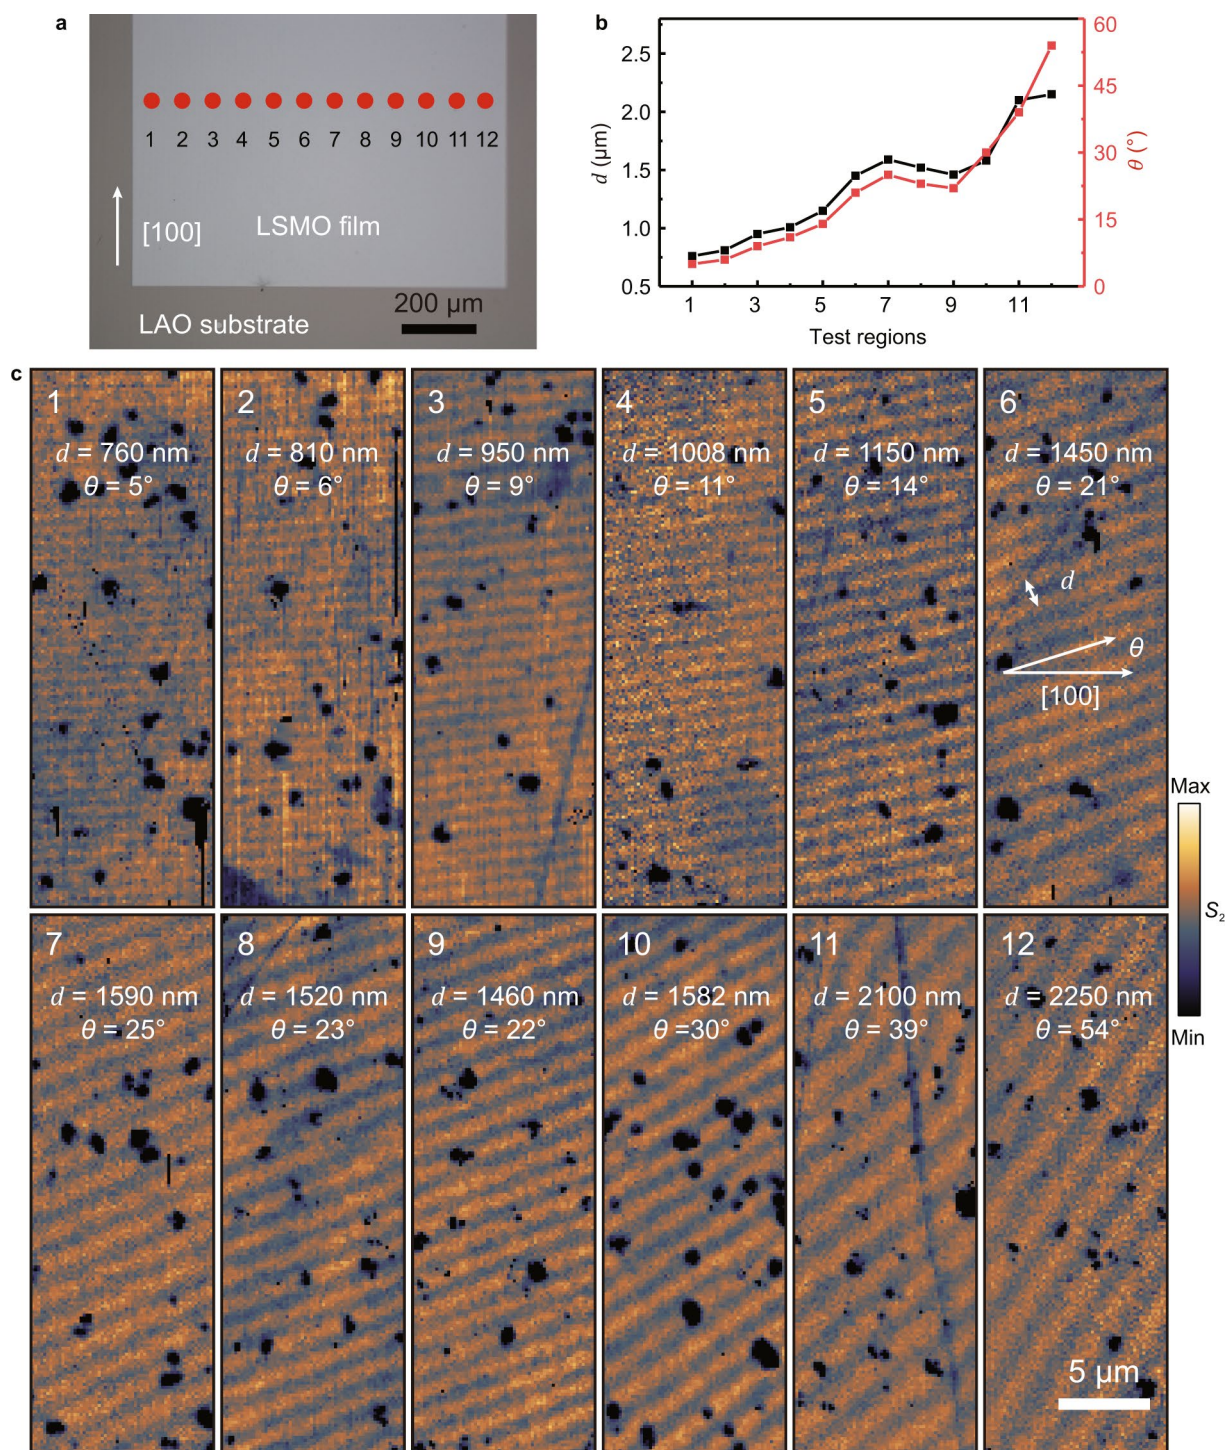 a
1 2 3 4 5 6 7 8 9 10 11 12
[100]
LSMO film
200 μm
LAO substrate
b
2.5
2.0
1.5
1.0
0.5
d (μm)
60
45
30
15
0
θ (°)
1 3 5 7 9 11
Test regions
c
1
d = 760 nm
θ = 5°
2
d = 810 nm
θ = 6°
3
d = 950 nm
θ = 9°
4
d = 1008 nm
θ = 11°
5
d = 1150 nm
θ = 14°
6
d = 1450 nm
θ = 21°
d
θ
[100]
Max
S₂
Min
7
d = 1590 nm
θ = 25°
8
d = 1520 nm
θ = 23°
9
d = 1460 nm
θ = 22°
10
d = 1582 nm
θ =30°
11
d = 2100 nm
θ = 39°
12
d = 2250 nm
θ = 54°
5 μm